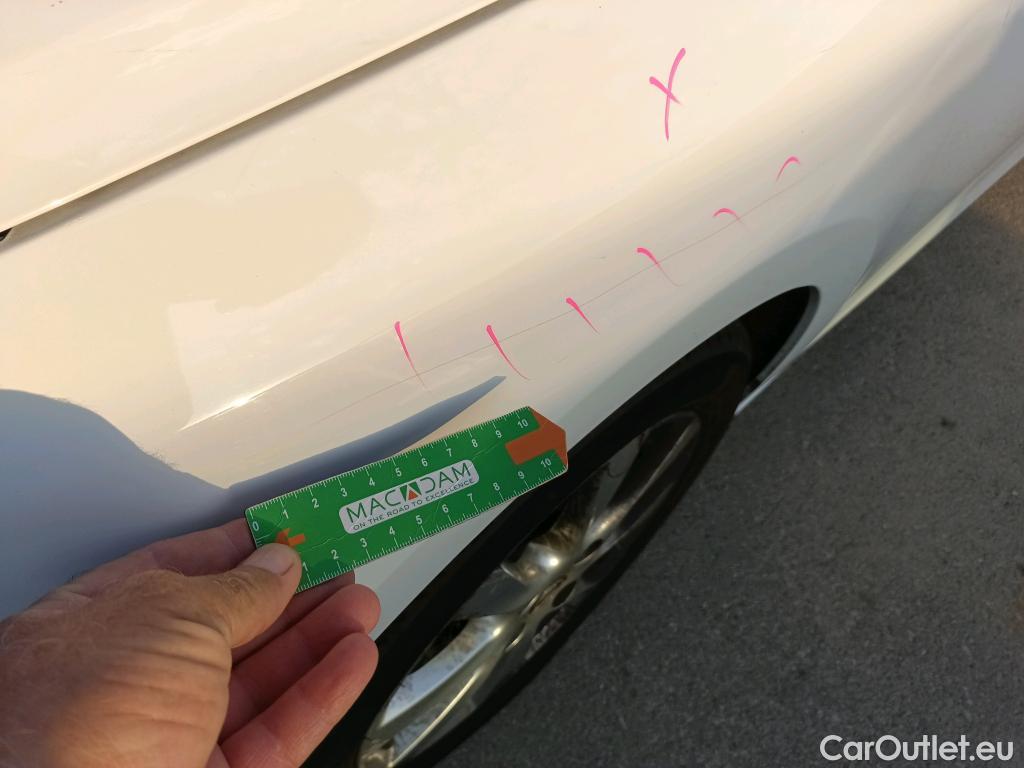 0 1 2 3 4 5 6 7 8 9 10
MACADAM
ON THE ROAD TO EXCELLENCE
1 2 3 4 5 6 7 8 9 10
CarOutlet.eu